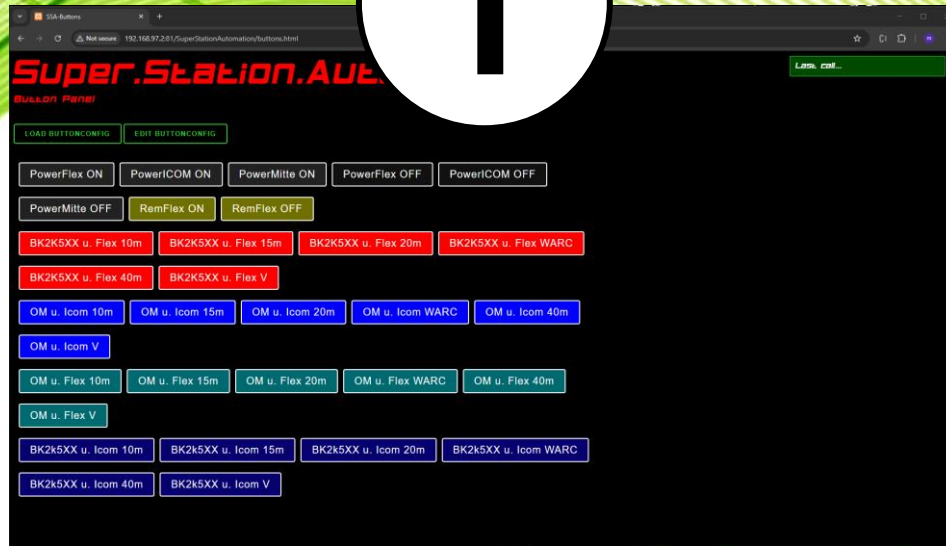 SSA-Buttons
Not secure 192.168.97.2:81/SuperStationAutomation/buttons.html
Super.Station.Aut
Last call...
Button Panel
LOAD BUTTONCONFIG EDIT BUTTONCONFIG
PowerFlex ON PowerICOM ON PowerMitte ON PowerFlex OFF PowerICOM OFF
PowerMitte OFF RemFlex ON RemFlex OFF
BK2K5XX u. Flex 10m BK2K5XX u. Flex 15m BK2K5XX u. Flex 20m BK2K5XX u. Flex WARC
BK2K5XX u. Flex 40m BK2K5XX u. Flex V
OM u. Icom 10m OM u. Icom 15m OM u. Icom 20m OM u. Icom WARC OM u. Icom 40m
OM u. Icom V
OM u. Flex 10m OM u. Flex 15m OM u. Flex 20m OM u. Flex WARC OM u. Flex 40m
OM u. Flex V
BK2k5XX u. Icom 10m BK2k5XX u. Icom 15m BK2k5XX u. Icom 20m BK2k5XX u. Icom WARC
BK2k5XX u. Icom 40m BK2k5XX u. Icom V